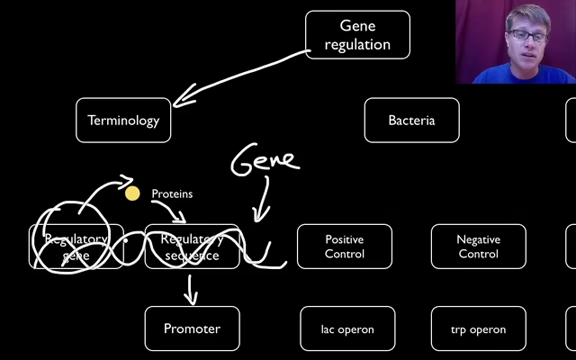 Gene
regulation
Terminology
Bacteria
Gene
Proteins
Regulatory
gene
Regulatory
sequence
Positive
Control
Negative
Control
Promoter
lac operon
trp operon